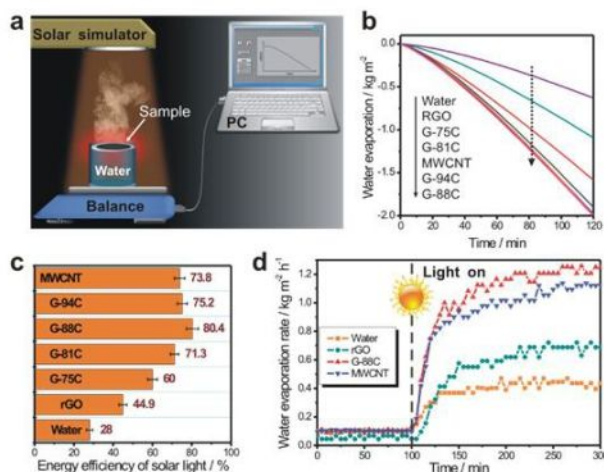 a
Solar simulator
Sample
Water
Balance
PC
b
Water evaporation / kg m⁻²
0.0
-0.5
-1.0
-1.5
-2.0
Water
RGO
G-75C
G-81C
MWCNT
G-94C
G-88C
0 20 40 60 80 100 120
Time / min
c
MWCNT 73.8
G-94C 75.2
G-88C 80.4
G-81C 71.3
G-75C 60
rGO 44.9
Water 28
0 20 40 60 80 100
Energy efficiency of solar light / %
d
Water evaporation rate / kg m⁻² h⁻¹
1.2
1.0
0.8
0.6
0.4
0.2
0.0
Light on
Water
rGO
G-88C
MWCNT
0 50 100 150 200 250 300
Time / min